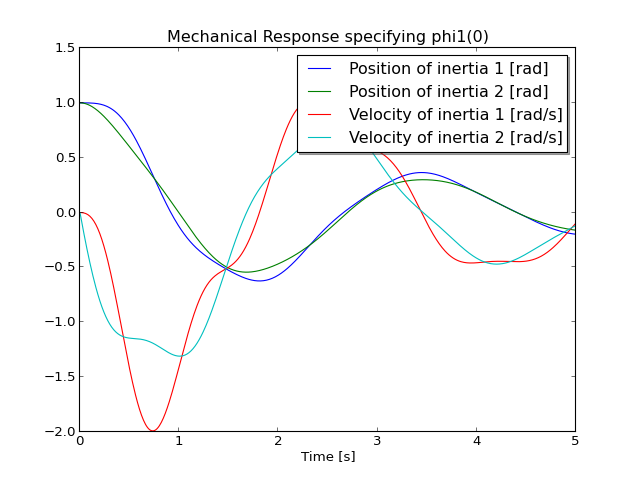 Mechanical Response specifying phi1(0)
1.5
1.0
0.5
0.0
−0.5
−1.0
−1.5
−2.0
Position of inertia 1 [rad]
Position of inertia 2 [rad]
Velocity of inertia 1 [rad/s]
Velocity of inertia 2 [rad/s]
0 1 2 3 4 5
Time [s]